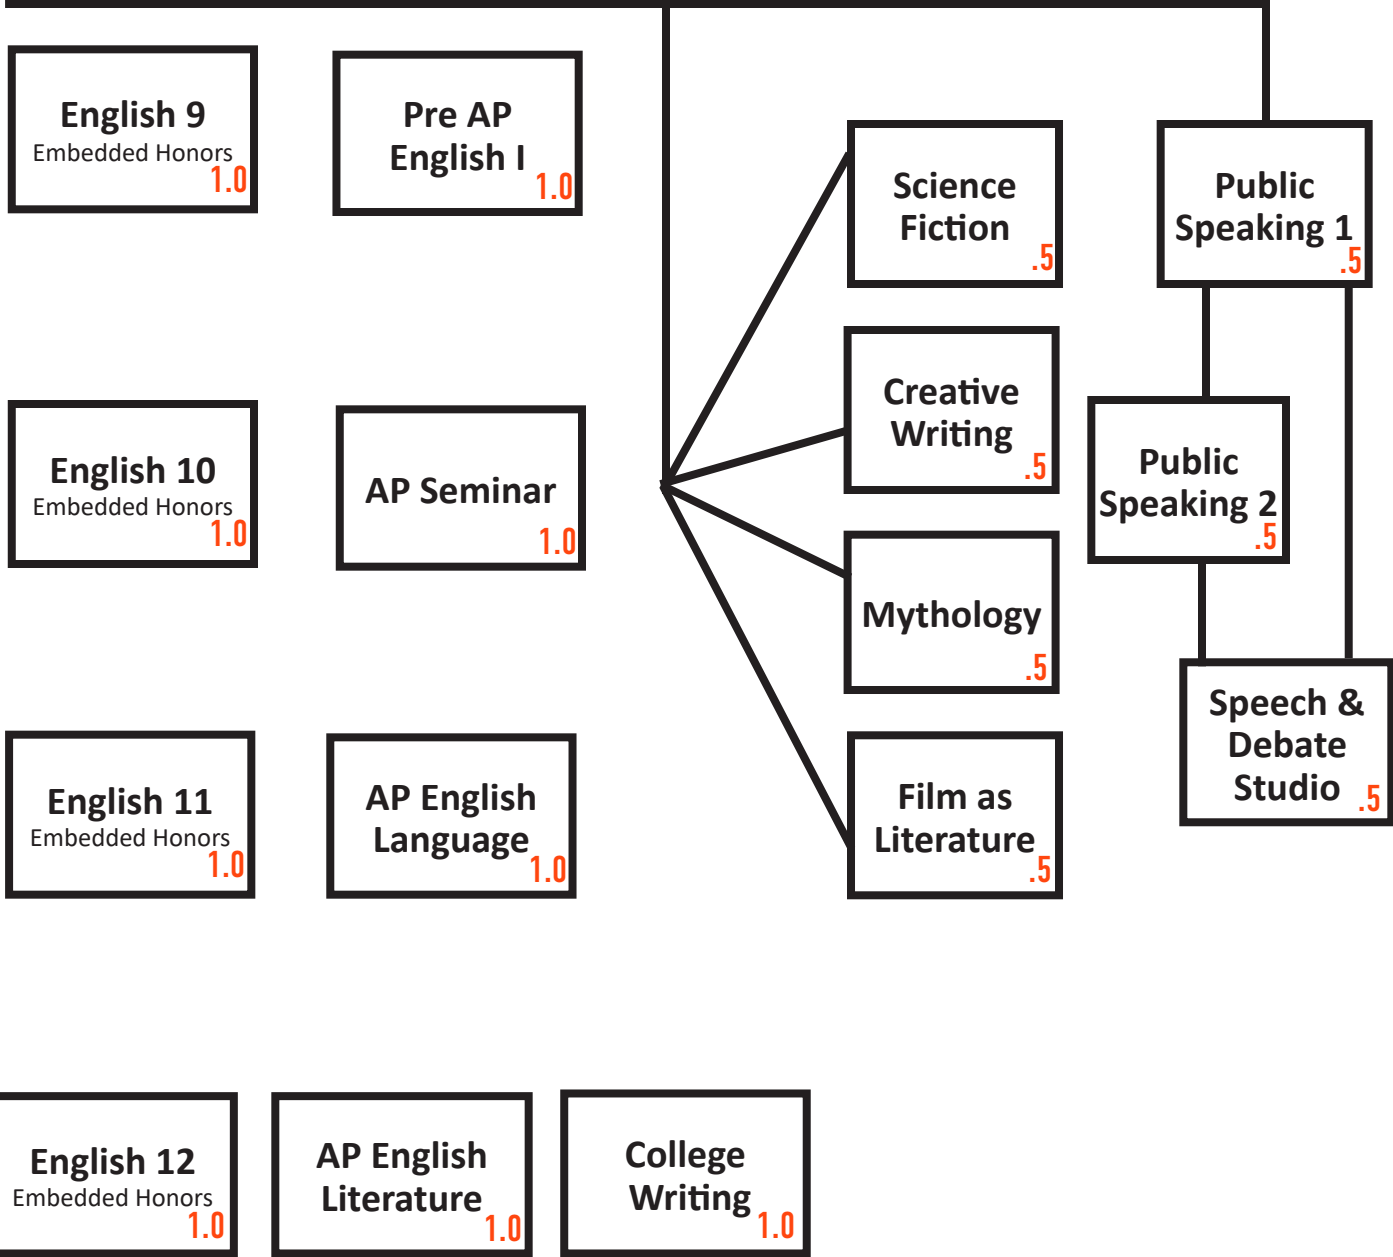 English 9
Embedded Honors
1.0
Pre AP
English I
1.0
Science
Fiction
.5
Public
Speaking 1
.5
Creative
Writing
.5
English 10
Embedded Honors
1.0
AP Seminar
1.0
Public
Speaking 2
.5
Mythology
.5
Speech &
Debate
Studio
.5
English 11
Embedded Honors
1.0
AP English
Language
1.0
Film as
Literature
.5
English 12
Embedded Honors
1.0
AP English
Literature
1.0
College
Writing
1.0